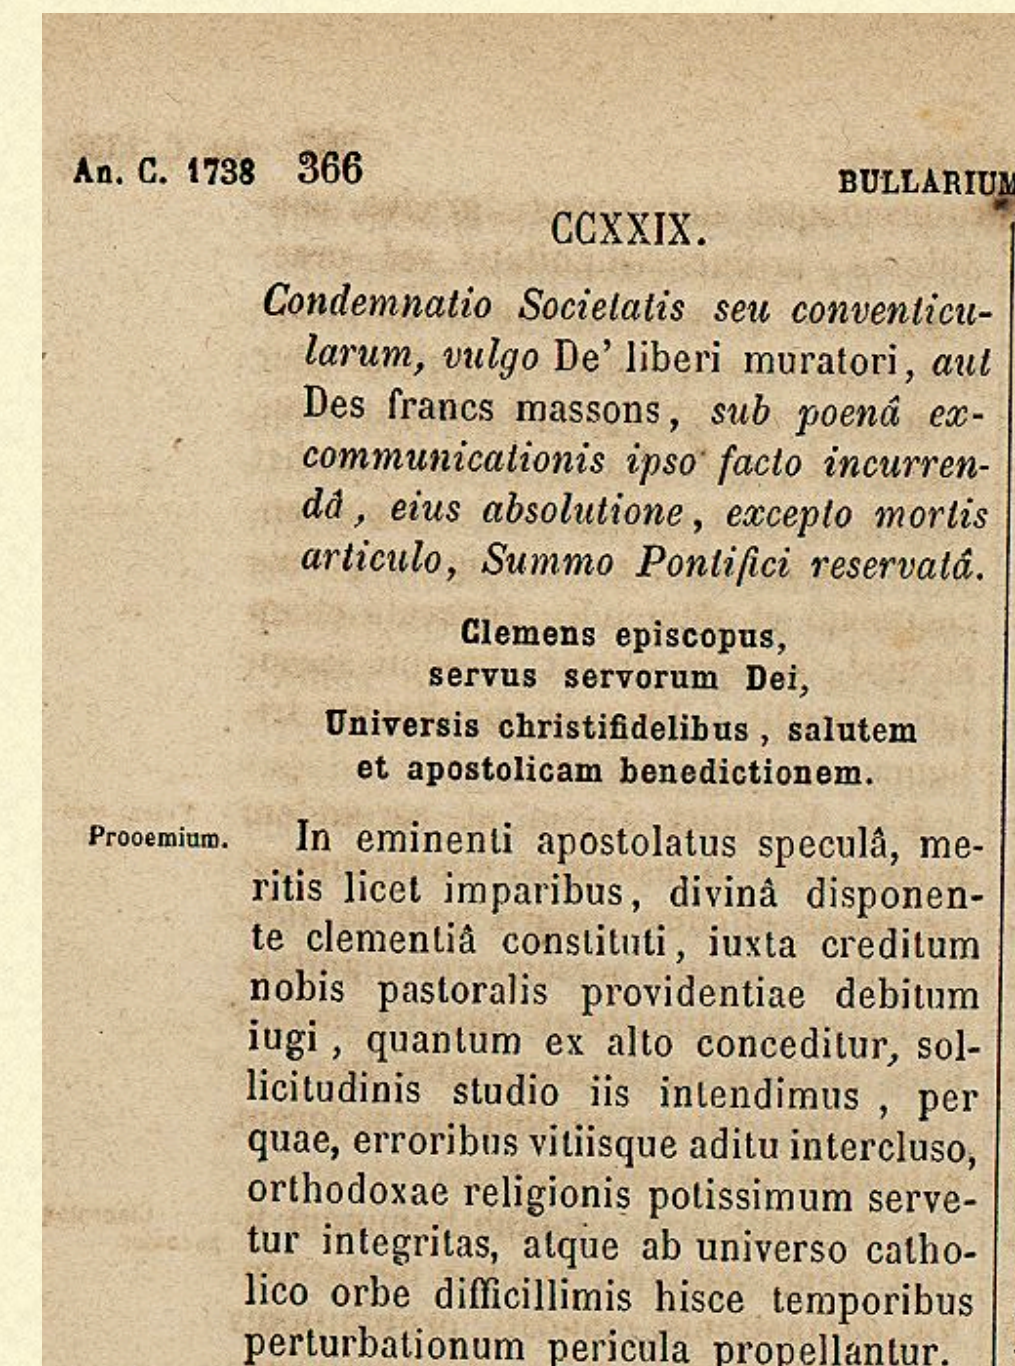 An. C. 1738 366 BULLARIUM
CCXXIX.
Condemnatio Societatis seu conventicu-
larum, vulgo De' liberi muratori, aut
Des francs massons, sub poenâ ex-
communicationis ipso facto incurren-
dâ, eius absolutione, excepto mortis
articulo, Summo Pontifici reservatâ.
Clemens episcopus,
servus servorum Dei,
Universis christifidelibus, salutem
et apostolicam benedictionem.
Prooemium. In eminenti apostolatus speculâ, me-
ritis licet imparibus, divinâ disponen-
te clementiâ constituti, iuxta creditum
nobis pastoralis providentiae debitum
iugi, quantum ex alto conceditur, sol-
licitudinis studio iis intendimus, per
quae, erroribus vitiisque aditu intercluso,
orthodoxae religionis potissimum serve-
tur integritas, atque ab universo catho-
lico orbe difficillimis hisce temporibus
perturbationum pericula propellantur.